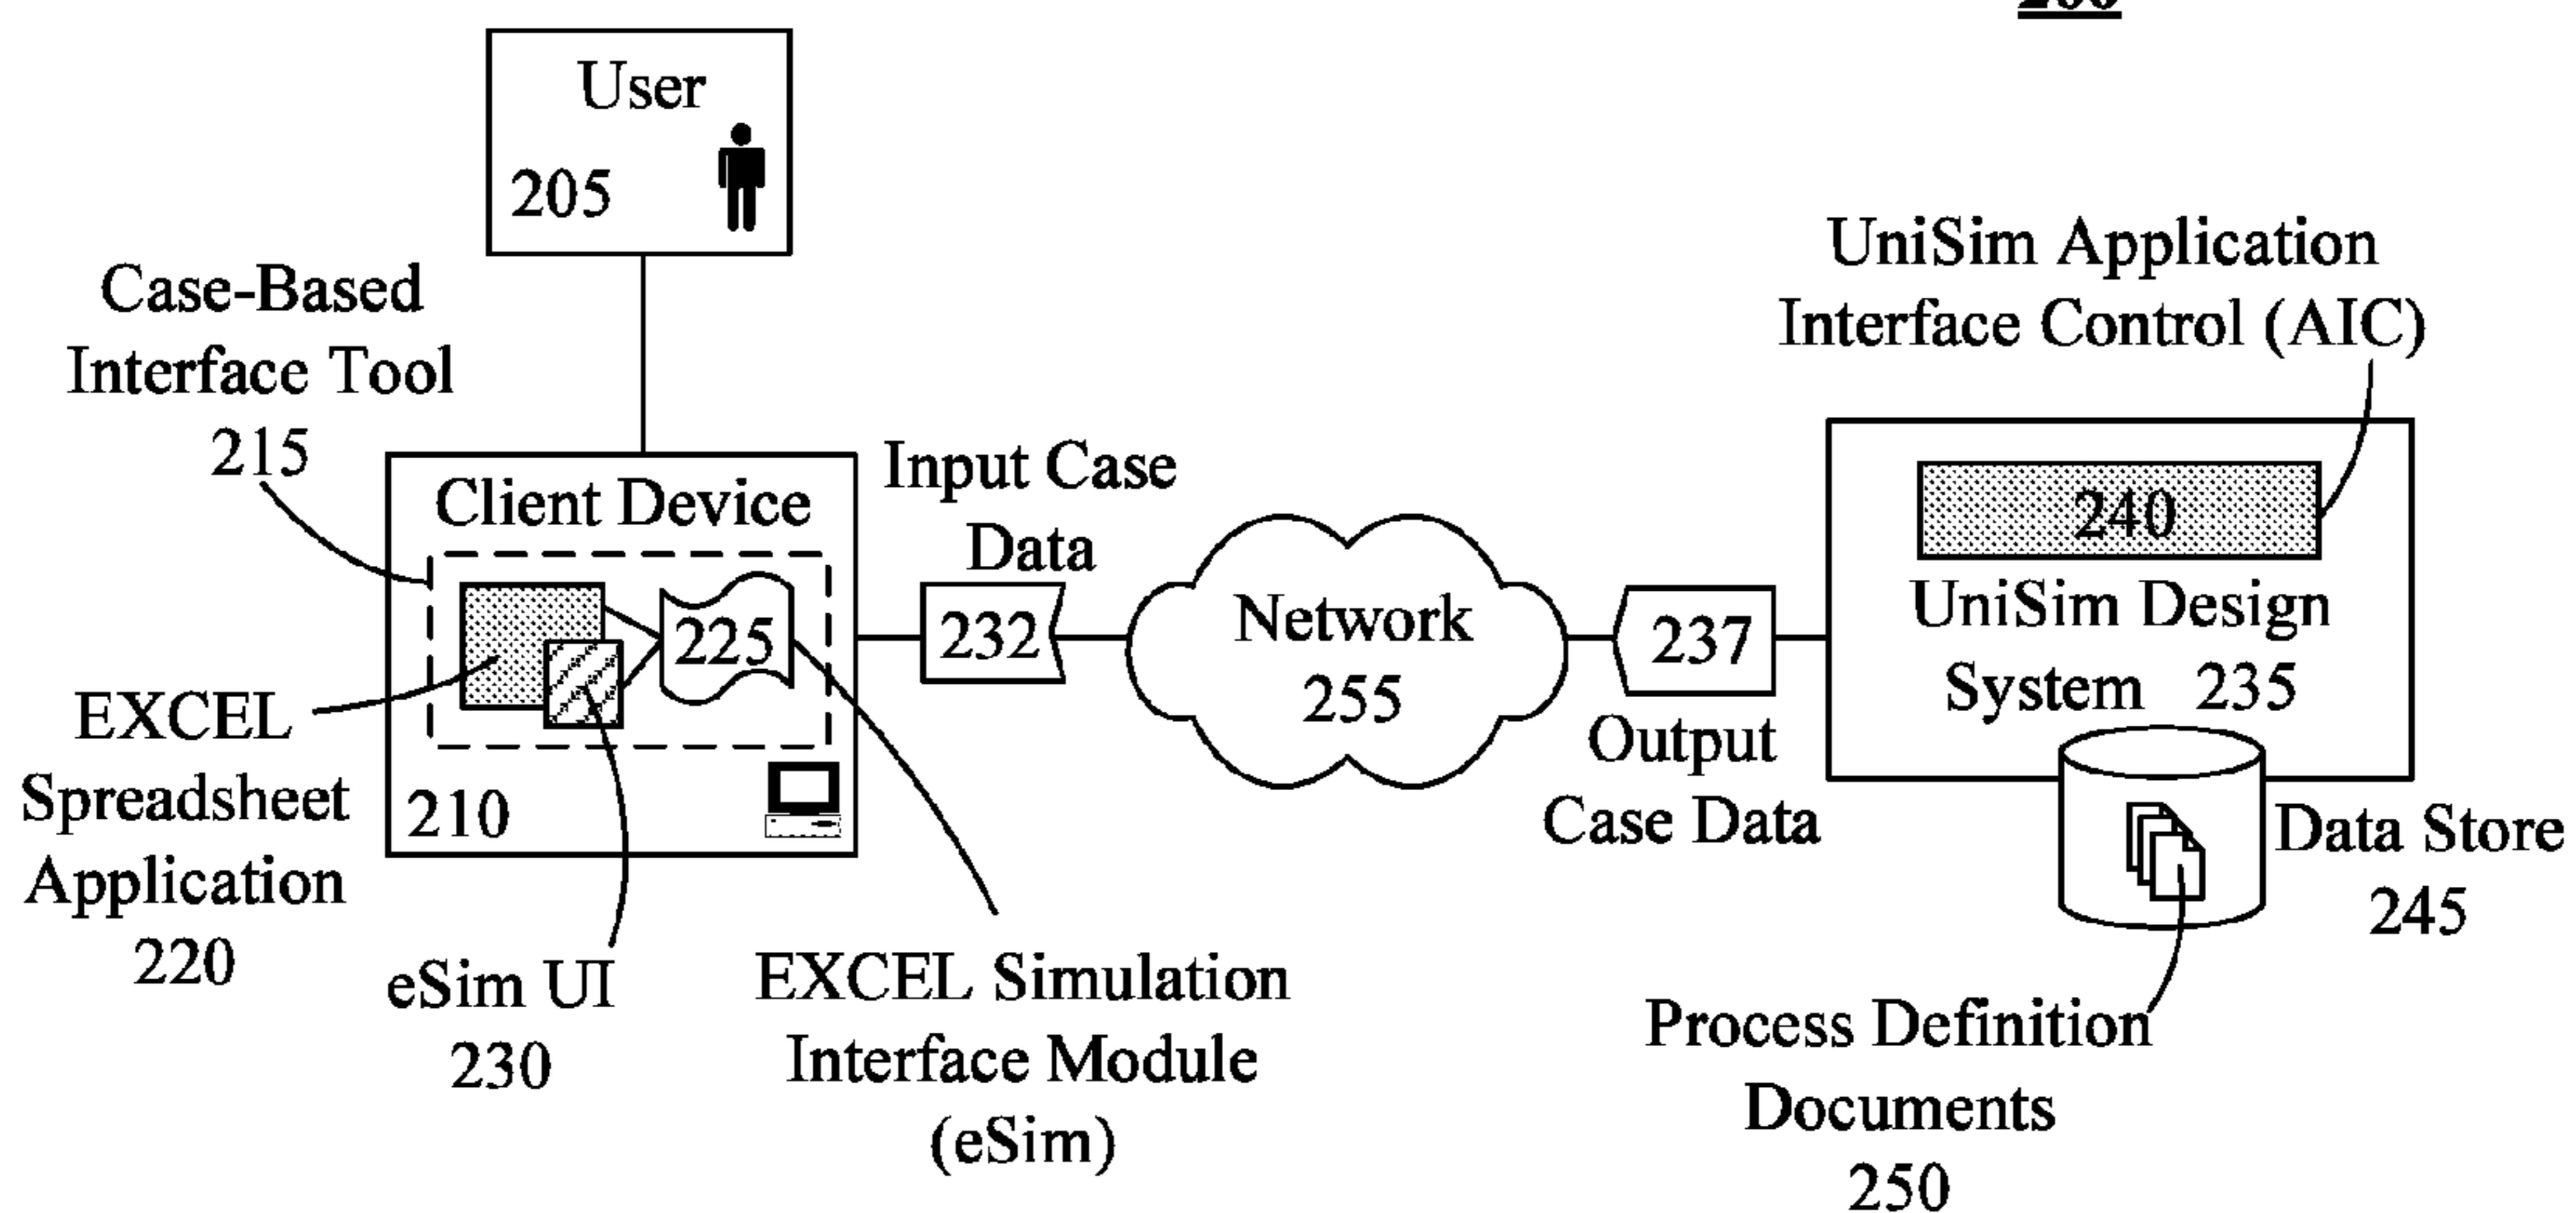 User
205
Case-Based
Interface Tool
215
Client Device
225
210
EXCEL
Spreadsheet
Application
220
eSim UI
230
EXCEL Simulation
Interface Module
(eSim)
Input Case
Data
232
Network
255
237
Output
Case Data
UniSim Application
Interface Control (AIC)
240
UniSim Design
System 235
Data Store
245
Process Definition
Documents
250